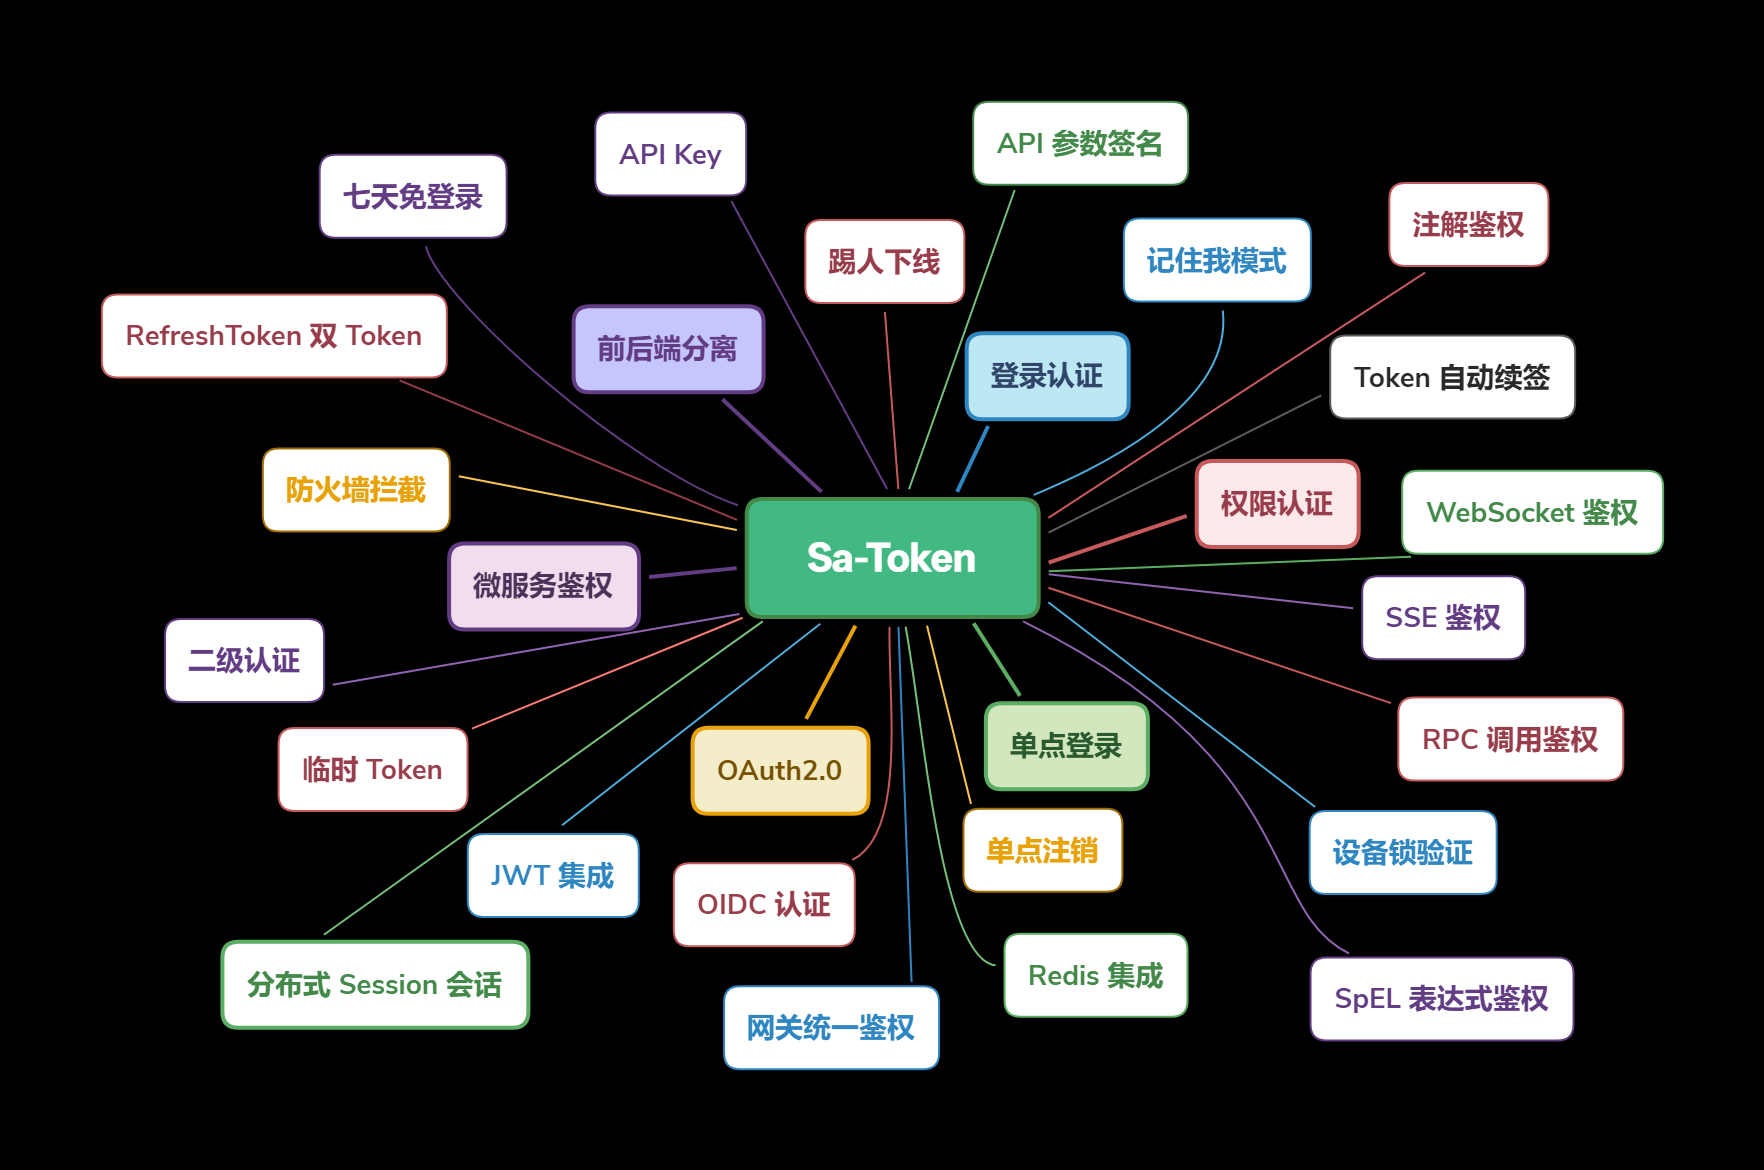 API 参数签名
API Key
七天免登录
注解鉴权
踢人下线
记住我模式
RefreshToken 双 Token
前后端分离
登录认证
Token 自动续签
防火墙拦截
权限认证
WebSocket 鉴权
Sa-Token
微服务鉴权
SSE 鉴权
二级认证
RPC 调用鉴权
临时 Token
OAuth2.0
单点登录
单点注销
设备锁验证
JWT 集成
OIDC 认证
分布式 Session 会话
Redis 集成
SpEL 表达式鉴权
网关统一鉴权